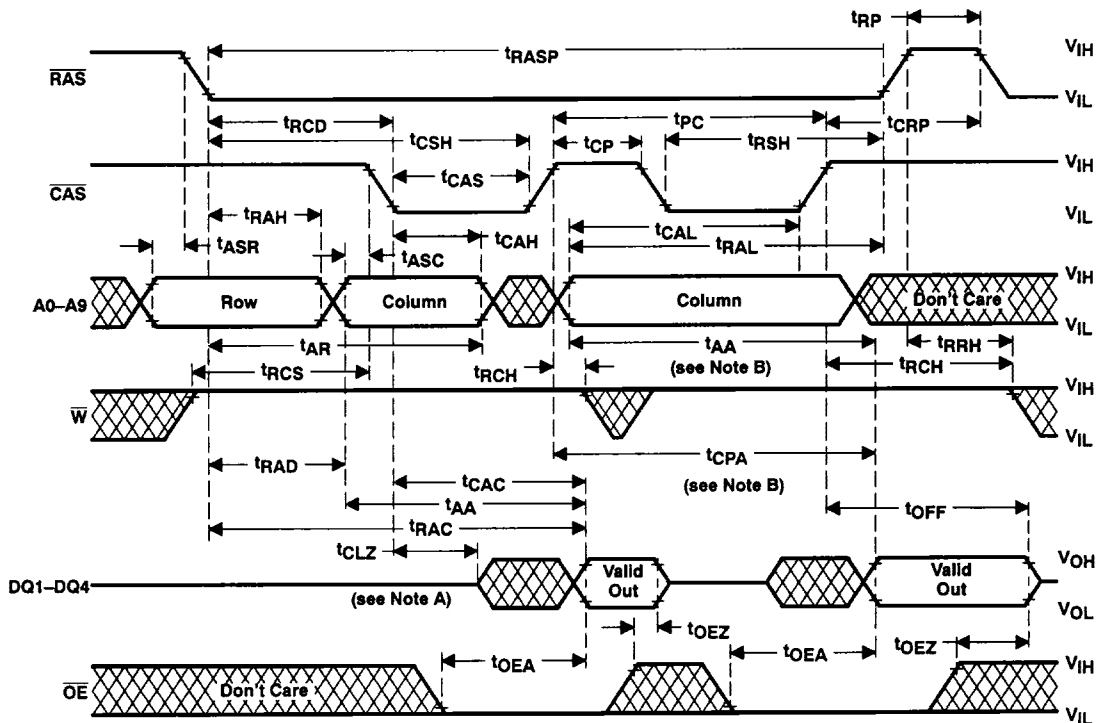 tRP
tRASP
VIH
RAS
VIL
tRCD
tPC
tCRP
tCSH
tCP
tRSH
VIH
CAS
tCAS
VIL
tRAH
tCAL
tASR
tCAH
tRAL
tASC
VIH
A0–A9
Row
Column
Column
Don't Care
VIL
tAR
tAA
tRRH
tRCS
tRCH
(see Note B)
tRCH
VIH
W
VIL
tRAD
tCPA
tCAC
(see Note B)
tAA
tOFF
tRAC
tCLZ
VOH
DQ1–DQ4
Valid
Out
Valid
Out
(see Note A)
VOL
tOEZ
tOEA
tOEA
tOEZ
VIH
OE
Don't Care
VIL